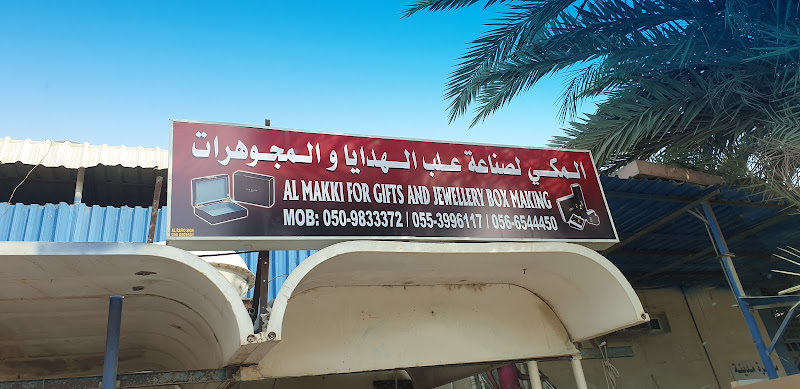 المكي لصناعة علب الهدايا و المجوهرات
AL MAKKI FOR GIFTS AND JEWELLERY BOX MAKING
MOB: 050-9833372 | 055-3996117 | 056-6544450